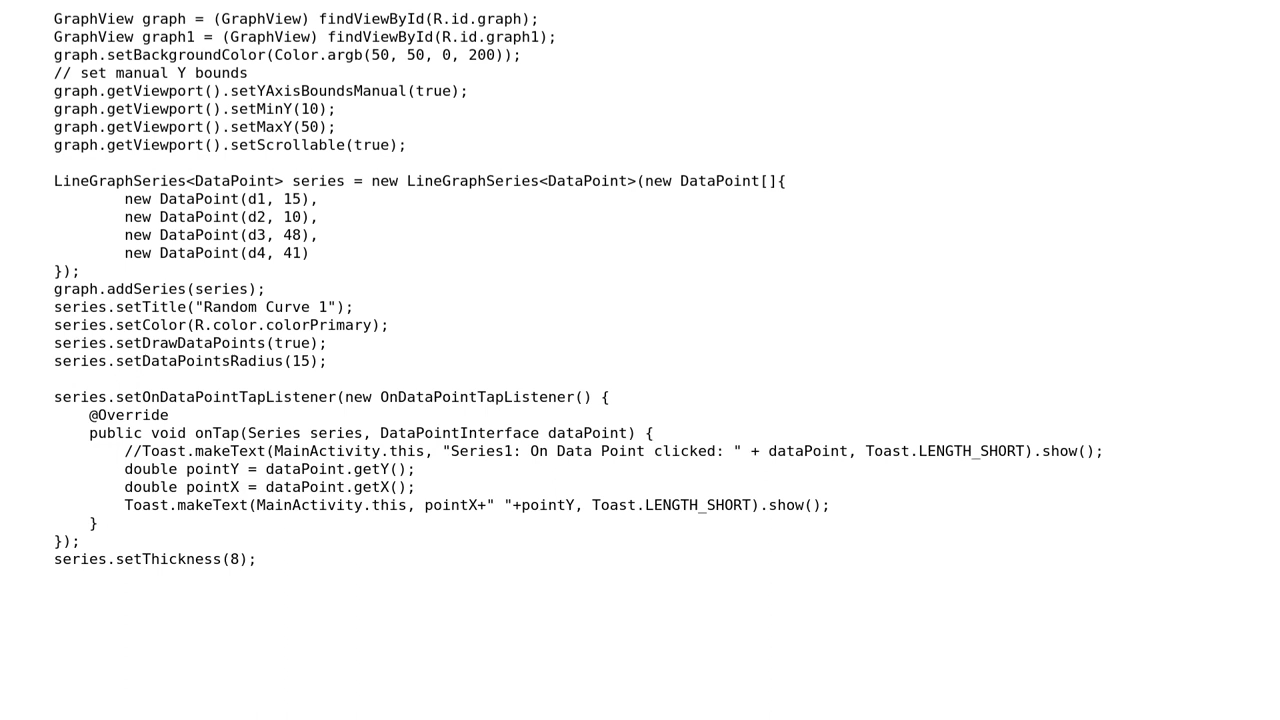 GraphView graph = (GraphView) findViewById(R.id.graph);
GraphView graph1 = (GraphView) findViewById(R.id.graph1);
graph.setBackgroundColor(Color.argb(50, 50, 0, 200));
// set manual Y bounds
graph.getViewport().setYAxisBoundsManual(true);
graph.getViewport().setMinY(10);
graph.getViewport().setMaxY(50);
graph.getViewport().setScrollable(true);

LineGraphSeries<DataPoint> series = new LineGraphSeries<DataPoint>(new DataPoint[]{
        new DataPoint(d1, 15),
        new DataPoint(d2, 10),
        new DataPoint(d3, 48),
        new DataPoint(d4, 41)
});
graph.addSeries(series);
series.setTitle("Random Curve 1");
series.setColor(R.color.colorPrimary);
series.setDrawDataPoints(true);
series.setDataPointsRadius(15);

series.setOnDataPointTapListener(new OnDataPointTapListener() {
    @Override
    public void onTap(Series series, DataPointInterface dataPoint) {
        //Toast.makeText(MainActivity.this, "Series1: On Data Point clicked: " + dataPoint, Toast.LENGTH_SHORT).show();
        double pointY = dataPoint.getY();
        double pointX = dataPoint.getX();
        Toast.makeText(MainActivity.this, pointX+" "+pointY, Toast.LENGTH_SHORT).show();
    }
});
series.setThickness(8);